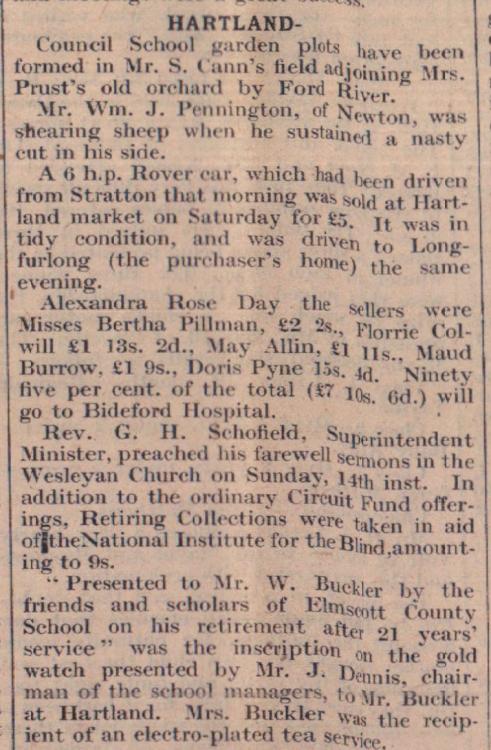 HARTLAND-
Council School garden plots have been
formed in Mr. S. Cann's field adjoining Mrs.
Prust's old orchard by Ford River.
Mr. Wm. J. Pennington, of Newton, was
shearing sheep when he sustained a nasty
cut in his side.
A 6 h.p. Rover car, which had been driven
from Stratton that morning was sold at Hart-
land market on Saturday for £5. It was in
tidy condition, and was driven to Long-
furlong (the purchaser's home) the same
evening.
Alexandra Rose Day the sellers were
Misses Bertha Pillman, £2 2s., Florrie Col-
will £1 13s. 2d., May Allin, £1 11s., Maud
Burrow, £1 9s., Doris Pyne 15s. 4d. Ninety
five per cent. of the total (£7 10s. 6d.) will
go to Bideford Hospital.
Rev. G. H. Schofield, Superintendent
Minister, preached his farewell sermons in the
Wesleyan Church on Sunday, 14th inst. In
addition to the ordinary Circuit Fund offer-
ings, Retiring Collections were taken in aid
of the National Institute for the Blind, amount-
ing to 9s.
"Presented to Mr. W. Buckler by the
friends and scholars of Elmscott County
School on his retirement after 21 years'
service" was the inscription on the gold
watch presented by Mr. J. Dennis, chair-
man of the school managers, to Mr. Buckler
at Hartland. Mrs. Buckler was the recip-
ient of an electro-plated tea service.